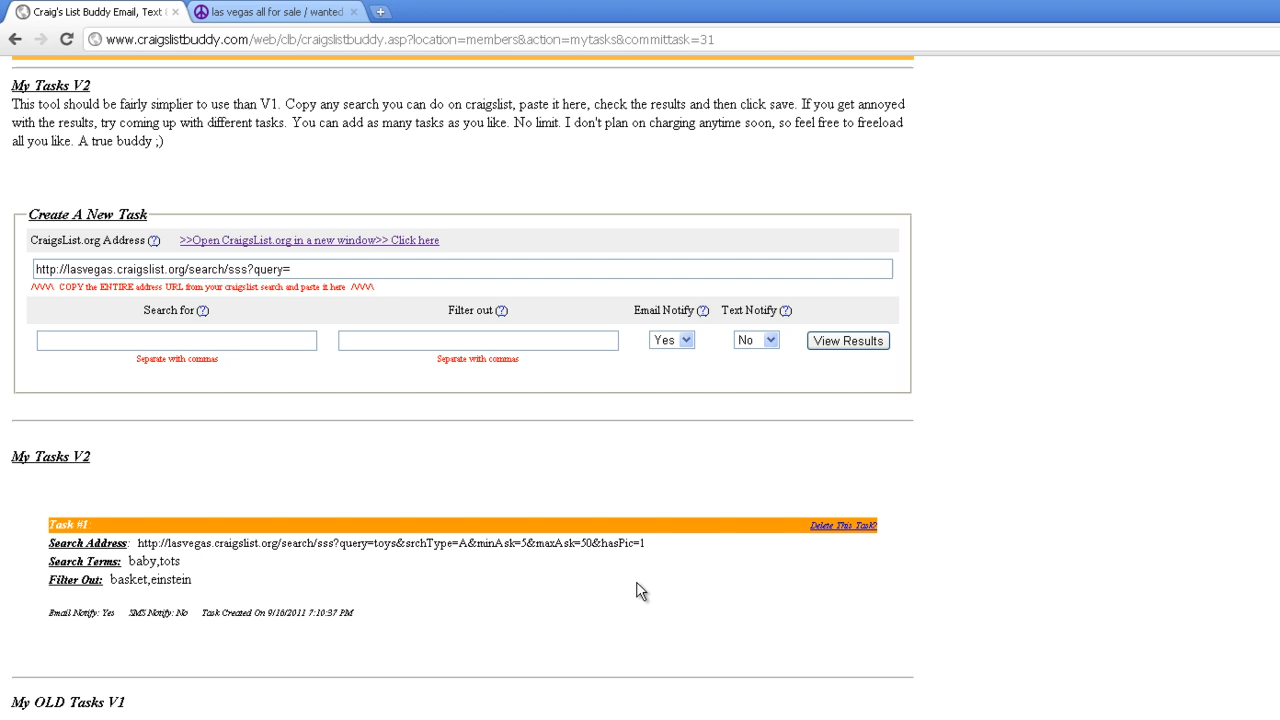 Craig's List Buddy Email, Text &
las vegas all for sale / wanted
www.craigslistbuddy.com/web/clb/craigslistbuddy.asp?location=members&action=mytasks&committask=31
My Tasks V2
This tool should be fairly simplier to use than V1. Copy any search you can do on craigslist, paste it here, check the results and then click save. If you get annoyed
with the results, try coming up with different tasks. You can add as many tasks as you like. No limit. I don't plan on charging anytime soon, so feel free to freeload
all you like. A true buddy ;)
Create A New Task
CraigsList.org Address (?) >>Open CraigsList.org in a new window>> Click here
http://lasvegas.craigslist.org/search/sss?query=
/\/\/\/\ COPY the ENTIRE address URL from your craigslist search and paste it here /\/\/\/\
Search for (?) Filter out (?) Email Notify (?) Text Notify (?)
Yes No View Results
Separate with commas Separate with commas
My Tasks V2
Task #1: Delete This Task?
Search Address: http://lasvegas.craigslist.org/search/sss?query=toys&srchType=A&minAsk=5&maxAsk=50&hasPic=1
Search Terms: baby,tots
Filter Out: basket,einstein
Email Notify: Yes SMS Notify: No Task Created On 9/16/2011 7:10:37 PM
My OLD Tasks V1